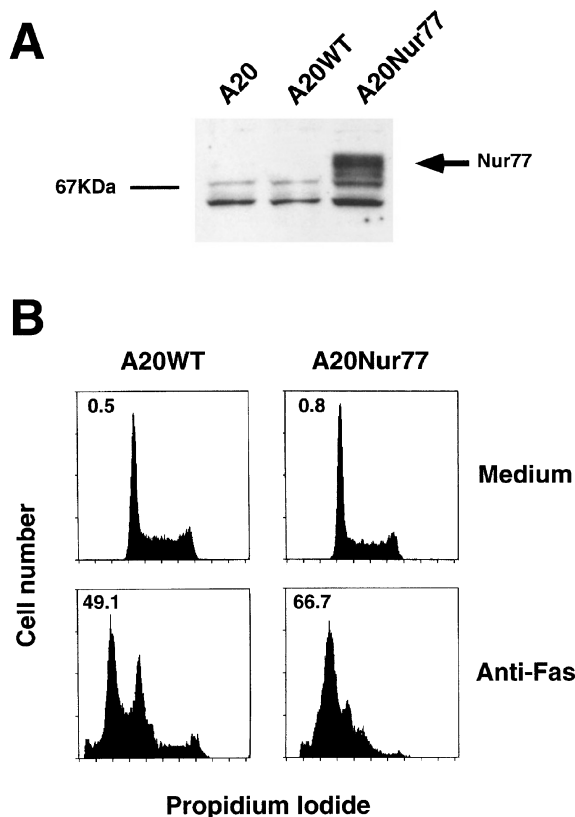 A
A20
A20WT
A20Nur77
67KDa
Nur77
B
A20WT
A20Nur77
0.5
0.8
Medium
Cell number
49.1
66.7
Anti-Fas
Propidium Iodide